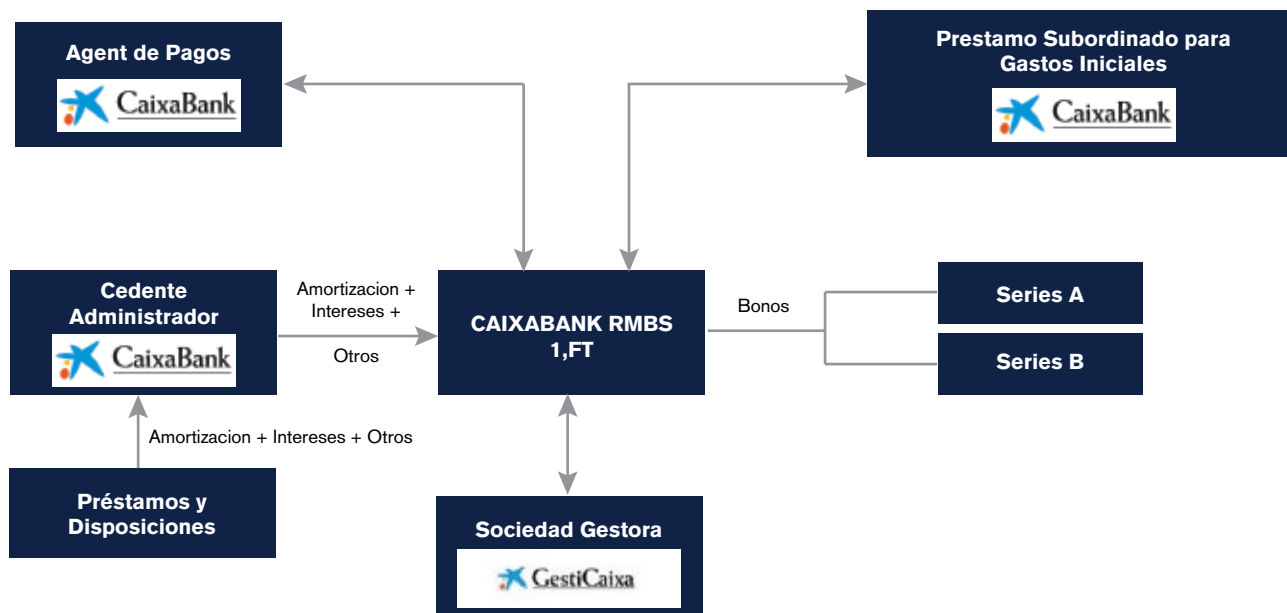 Agent de Pagos
CaixaBank
Prestamo Subordinado para
Gastos Iniciales
CaixaBank
Cedente
Administrador
CaixaBank
Amortizacion +
Intereses +
Otros
CAIXABANK RMBS
1,FT
Bonos
Series A
Series B
Amortizacion + Intereses + Otros
Préstamos y
Disposiciones
Sociedad Gestora
GestiCaixa